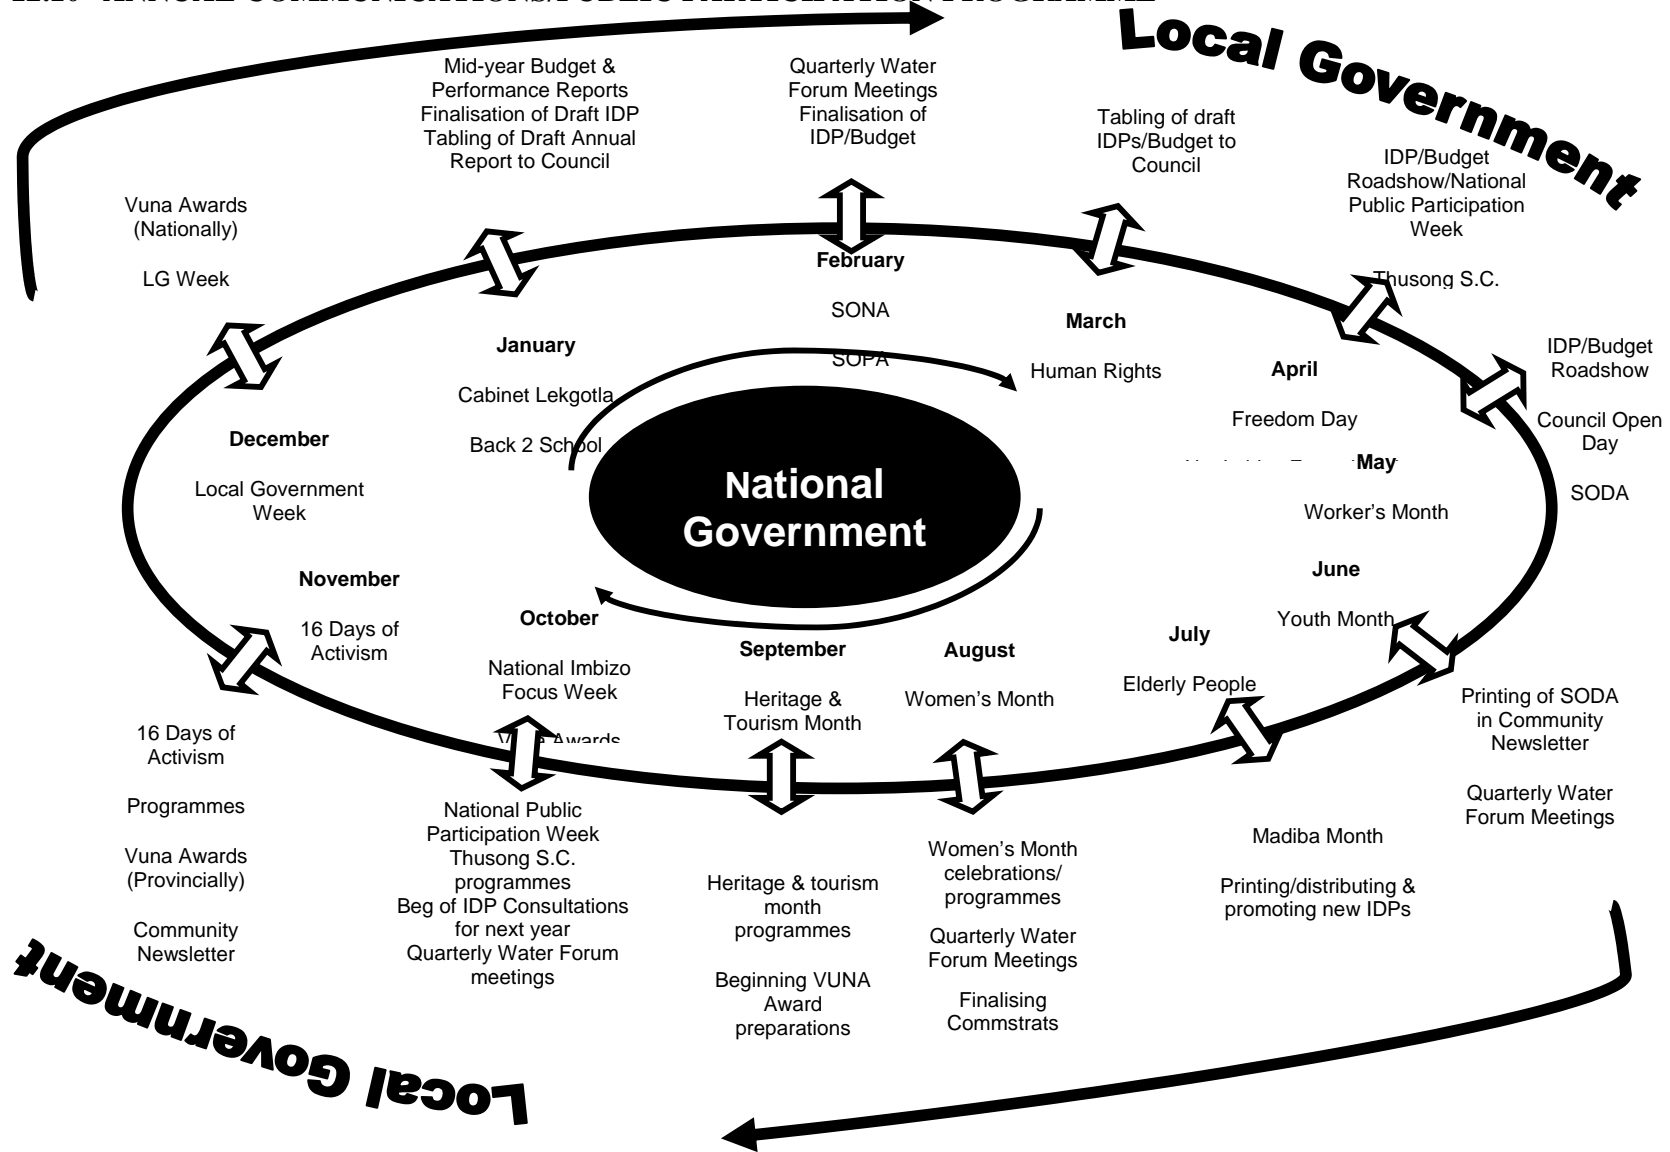 Local Government
Mid-year Budget &
Performance Reports
Finalisation of Draft IDP
Tabling of Draft Annual
Report to Council
Quarterly Water
Forum Meetings
Finalisation of
IDP/Budget
Tabling of draft
IDPs/Budget to
Council
IDP/Budget
Roadshow/National
Public Participation
Week
Thusong S.C.
Vuna Awards
(Nationally)
LG Week
IDP/Budget
Roadshow
Council Open
Day
SODA
January
Cabinet Lekgotla
Back 2 School
February
SONA
SOPA
March
Human Rights
April
Freedom Day
May
Worker's Month
June
Youth Month
July
Elderly People
August
Women's Month
September
Heritage &
Tourism Month
October
National Imbizo
Focus Week
Awards
November
16 Days of
Activism
December
Local Government
Week
National
Government
16 Days of
Activism
Programmes
Vuna Awards
(Provincially)
Community
Newsletter
National Public
Participation Week
Thusong S.C.
programmes
Beg of IDP Consultations
for next year
Quarterly Water Forum
meetings
Heritage & tourism
month
programmes
Beginning VUNA
Award
preparations
Women's Month
celebrations/
programmes
Quarterly Water
Forum Meetings
Finalising
Commstrats
Madiba Month
Printing/distributing &
promoting new IDPs
Printing of SODA
in Community
Newsletter
Quarterly Water
Forum Meetings
Local Government